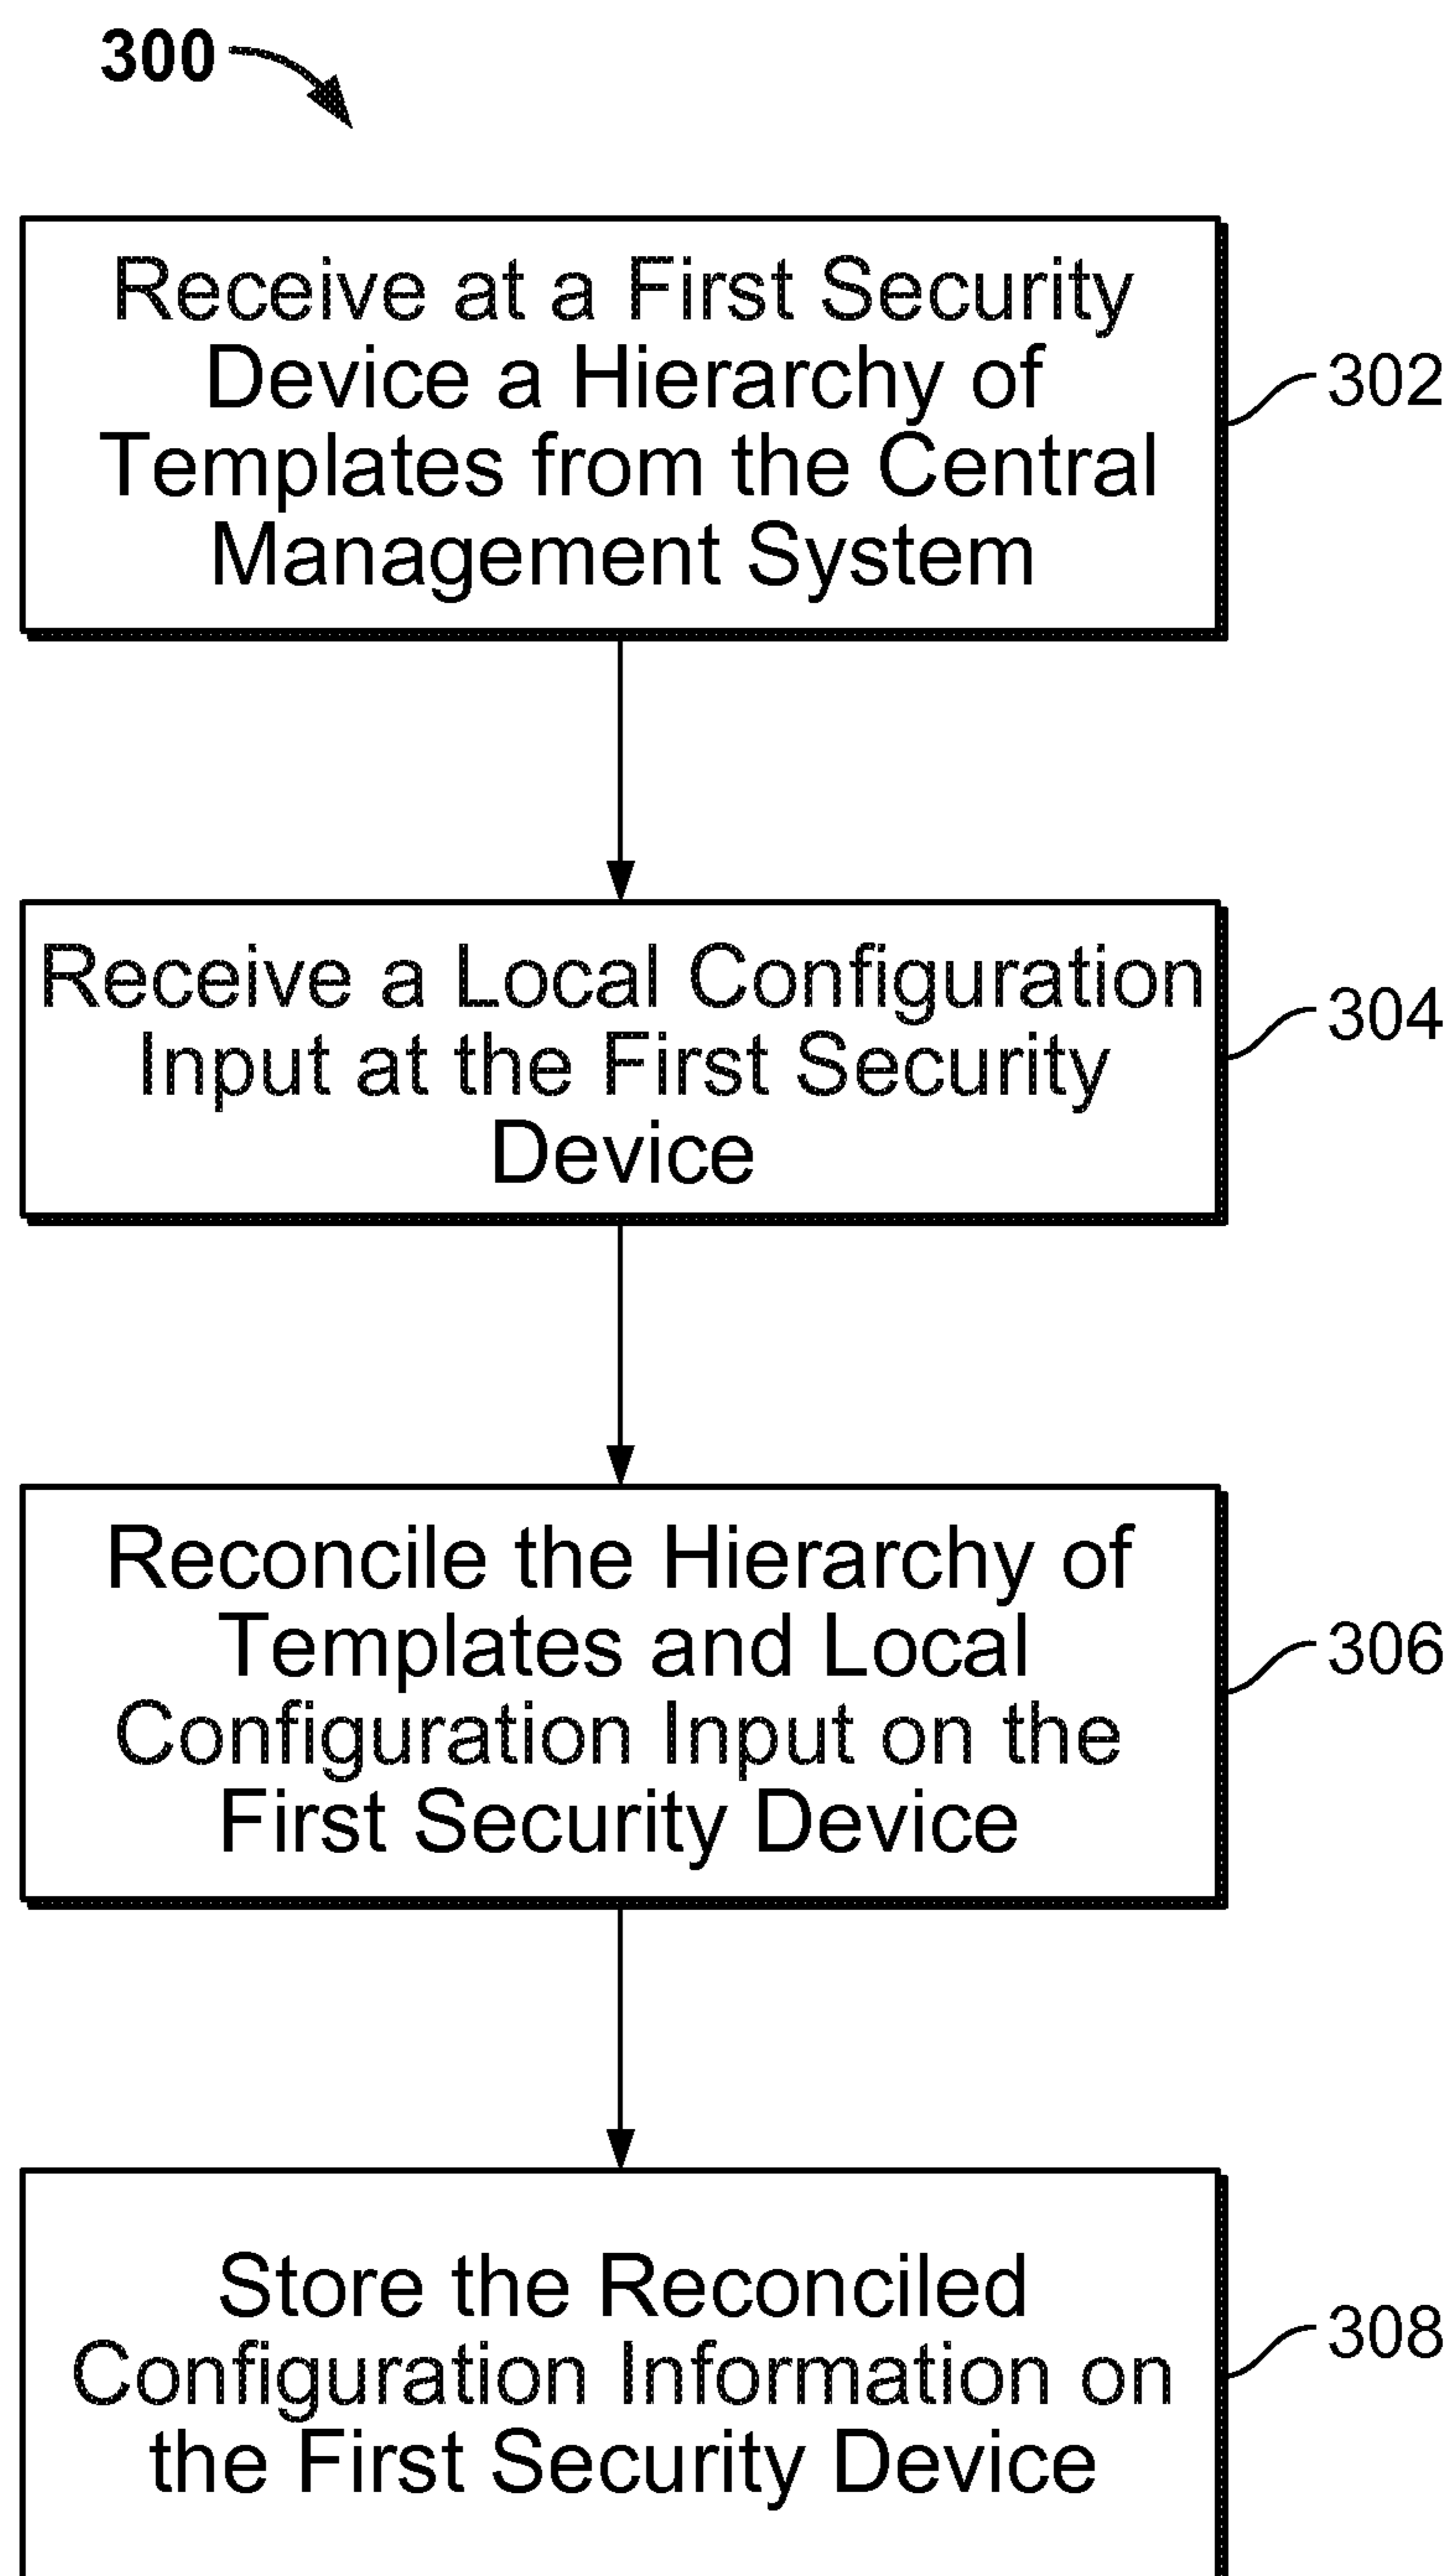 300
Receive at a First Security
Device a Hierarchy of
Templates from the Central
Management System
302
Receive a Local Configuration
Input at the First Security
Device
304
Reconcile the Hierarchy of
Templates and Local
Configuration Input on the
First Security Device
306
Store the Reconciled
Configuration Information on
the First Security Device
308